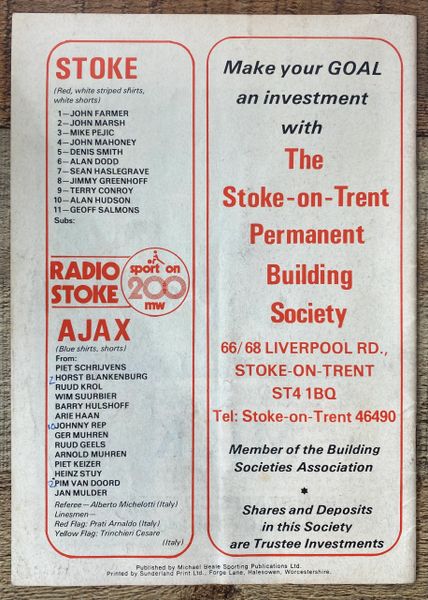 STOKE
(Red, white striped shirts,
white shorts)
1—JOHN FARMER
2—JOHN MARSH
3—MIKE PEJIC
4—JOHN MAHONEY
5—DENIS SMITH
6—ALAN DODD
7—SEAN HASLEGRAVE
8—JIMMY GREENHOFF
9—TERRY CONROY
10—ALAN HUDSON
11—GEOFF SALMONS
Subs:
RADIO
STOKE
sport on
200
mw
AJAX
(Blue shirts, shorts)
From:
PIET SCHRIJVENS
HORST BLANKENBURG
RUUD KROL
WIM SUURBIER
BARRY HULSHOFF
ARIE HAAN
JOHNNY REP
GER MUHREN
RUUD GEELS
ARNOLD MUHREN
PIET KEIZER
HEINZ STUY
PIM VAN DOORD
JAN MULDER
Referee—Alberto Michelotti (Italy)
Linesmen—
Red Flag: Prati Arnaldo (Italy)
Yellow Flag: Trinchieri Cesare
(Italy)
Make your GOAL
an investment
with
The
Stoke-on-Trent
Permanent
Building
Society
66/68 LIVERPOOL RD.,
STOKE-ON-TRENT
ST4 1BQ
Tel: Stoke-on-Trent 46490
Member of the Building
Societies Association
*
Shares and Deposits
in this Society
are Trustee Investments
Published by Michael Beale Sporting Publications Ltd.
Printed by Sunderland Print Ltd., Forge Lane, Halesowen, Worcestershire.